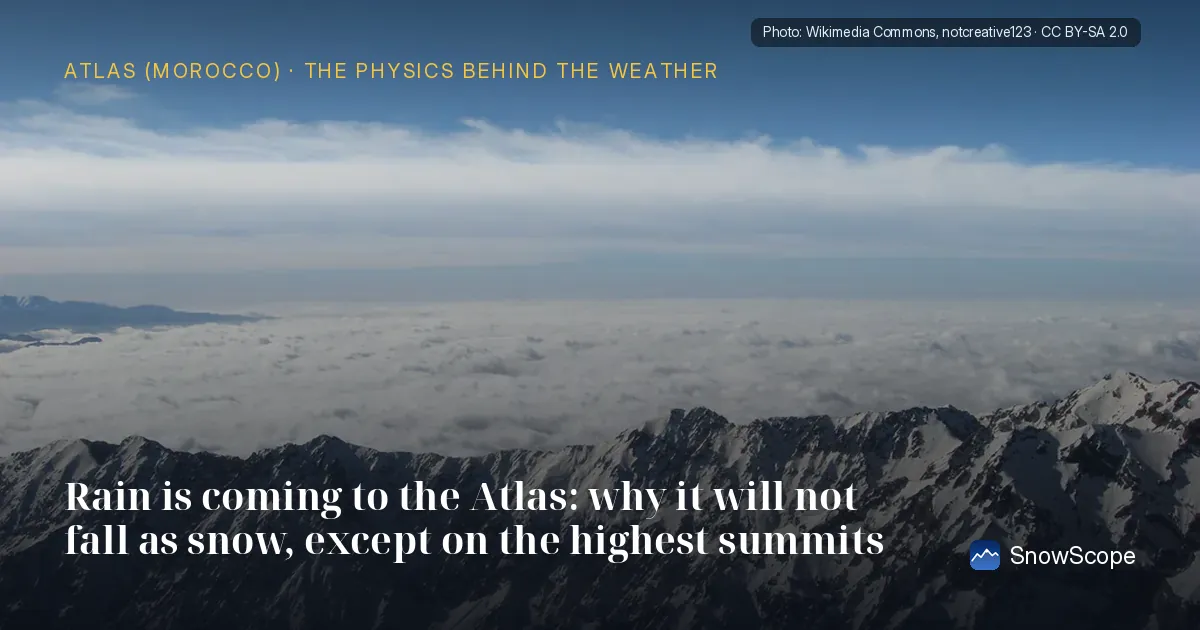 Photo: Wikimedia Commons, notcreative123 · CC BY-SA 2.0
ATLAS (MOROCCO) · THE PHYSICS BEHIND THE WEATHER
Rain is coming to the Atlas: why it will not
fall as snow, except on the highest summits
SnowScope